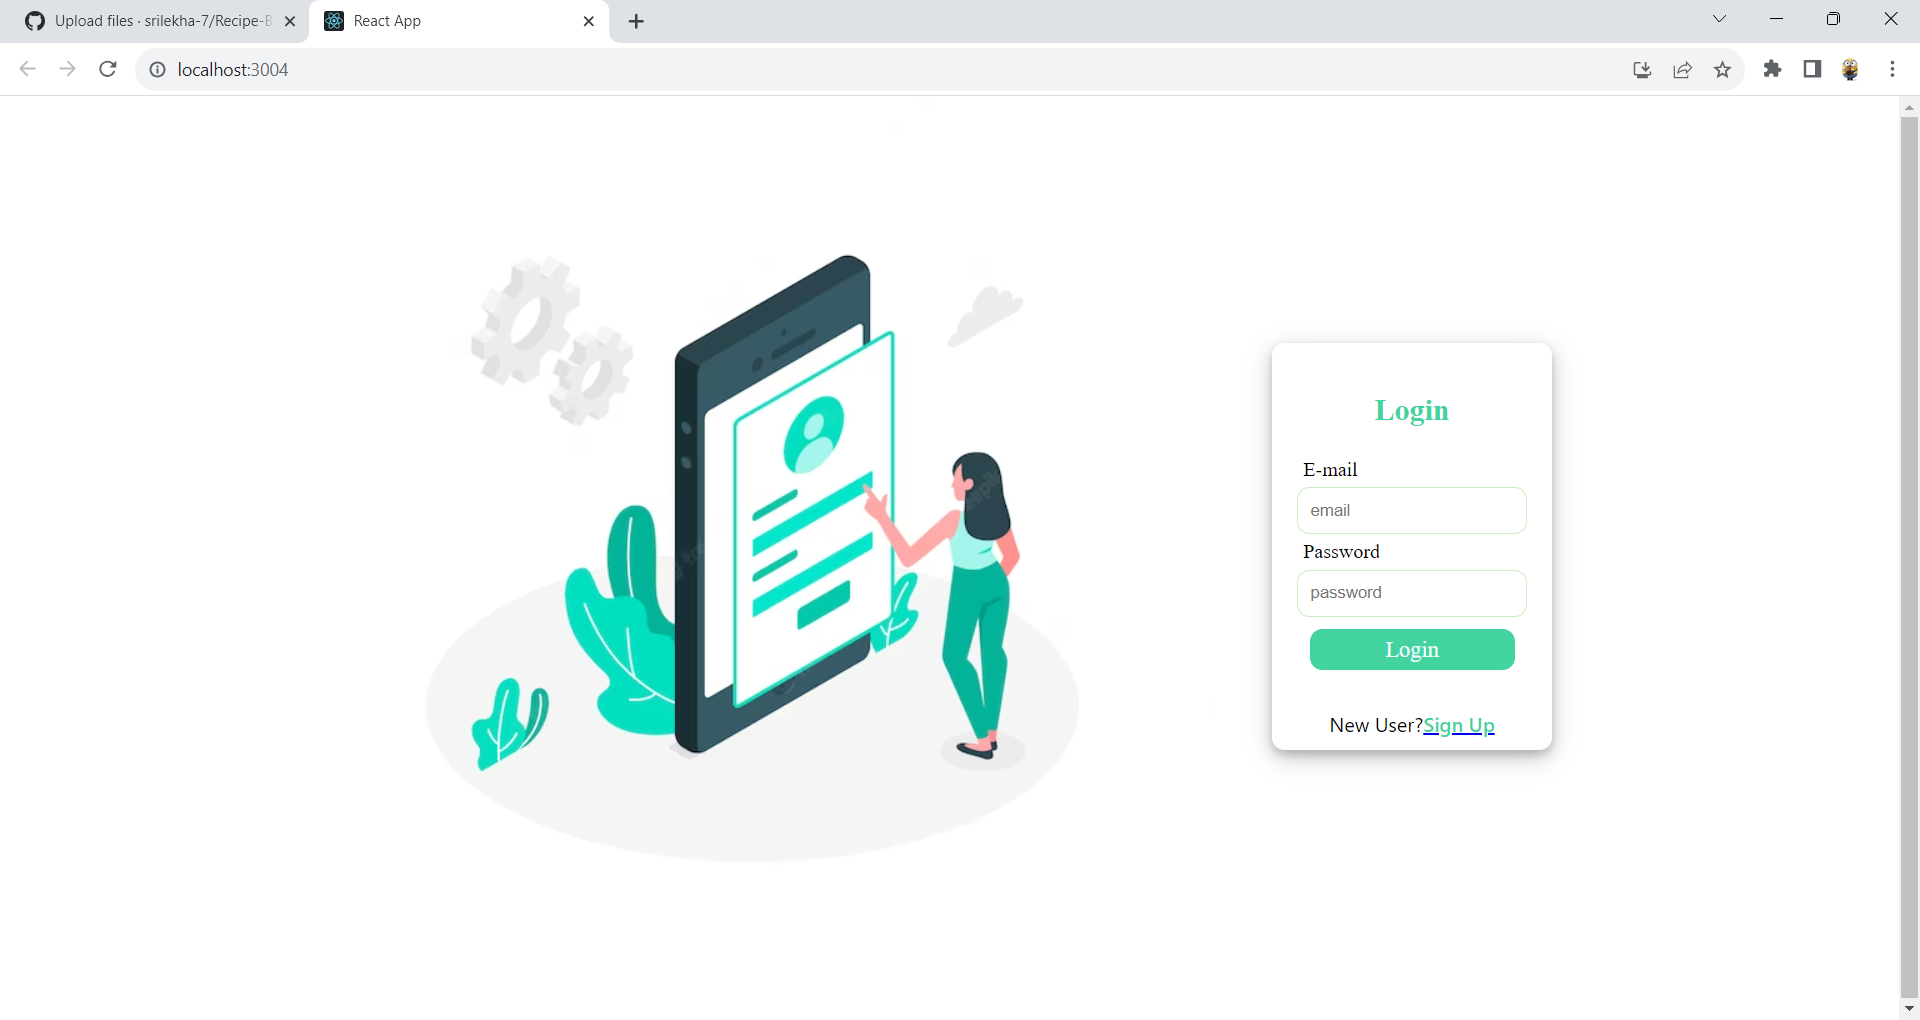 Upload files · srilekha-7/Recipe-B
React App
localhost:3004
Login
E-mail
email
Password
password
Login
New User?Sign Up